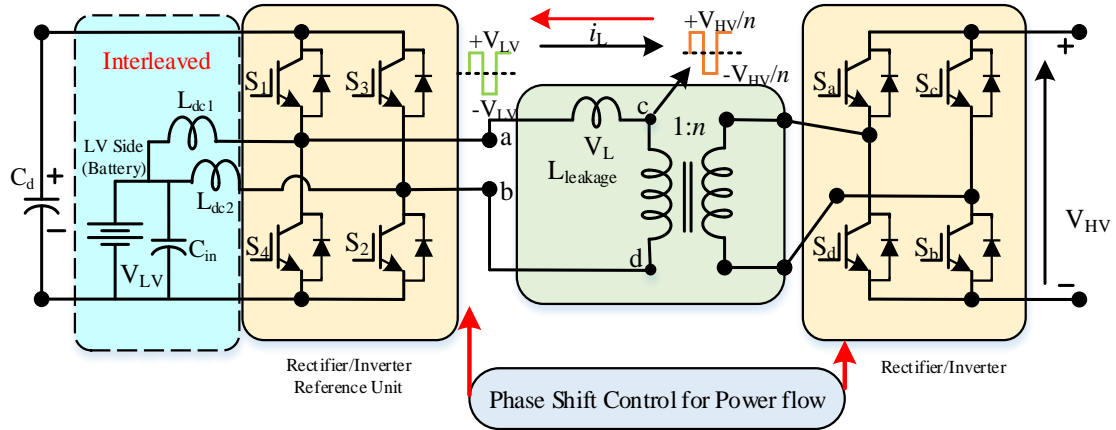 Interleaved
L_dc1
LV Side
(Battery)
L_dc2
C_d
+
−
C_in
V_LV
S_1
S_3
S_4
S_2
+V_LV
-V_LV
i_L
+V_HV/n
-V_HV/n
a
b
c
d
1:n
V_L
L_leakage
S_a
S_c
S_d
S_b
+
V_HV
−
Rectifier/Inverter
Reference Unit
Rectifier/Inverter
Phase Shift Control for Power flow